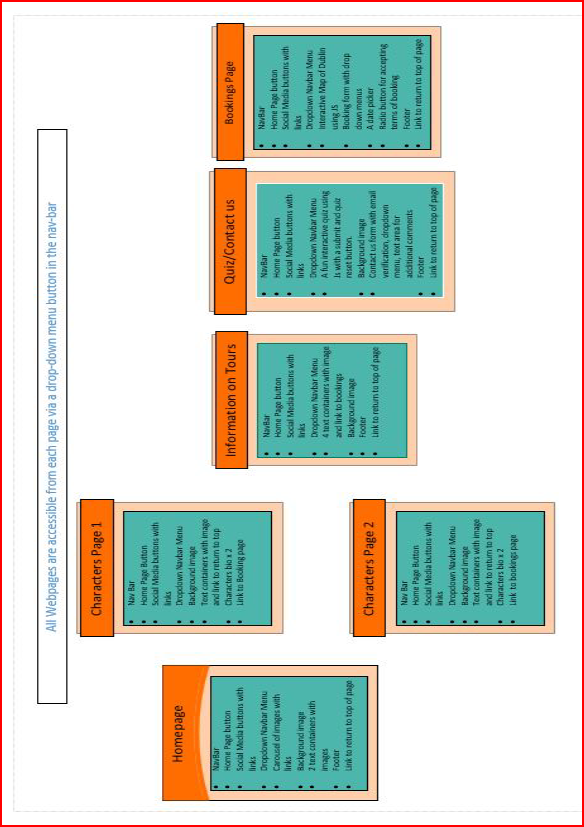 All Webpages are accessible from each page via a drop-down menu button in the nav-bar
Homepage
• NavBar
• Home Page button
• Social Media buttons with
links
• Dropdown Navbar Menu
• Carousel of images with
links
• Background image
• 2 text containers with
images
• Footer
• Link to return to top of page
Characters Page 1
• Nav Bar
• Home Page Button
• Social Media buttons with
links
• Dropdown Navbar Menu
• Background image
• Text containers with image
and link to return to top
• Characters bio x 2
• Link to Booking page
Characters Page 2
• Nav Bar
• Home Page Button
• Social Media buttons with
links
• Dropdown Navbar Menu
• Background image
• Text containers with image
and link to return to top
• Characters bio x 2
• Link to bookings page
Information on Tours
• NavBar
• Home Page button
• Social Media buttons with
links
• Dropdown Navbar Menu
• 4 text containers with image
and link to bookings
• Background image
• Footer
• Link to return to top of page
Quiz/Contact us
• NavBar
• Home Page button
• Social Media buttons with
links
• Dropdown Navbar Menu
• A fun interactive quiz using
Js with a submit and quiz
reset button.
• Background image
• Contact us form with email
verification, dropdown
menu, text area for
additional comments
• Footer
• Link to return to top of page
Bookings Page
• NavBar
• Home Page button
• Social Media buttons with
links
• Dropdown Navbar Menu
• Interactive Map of Dublin
using JS
• Booking form with drop
down menus
• A date picker
• Radio button for accepting
terms of booking
• Footer
• Link to return to top of page